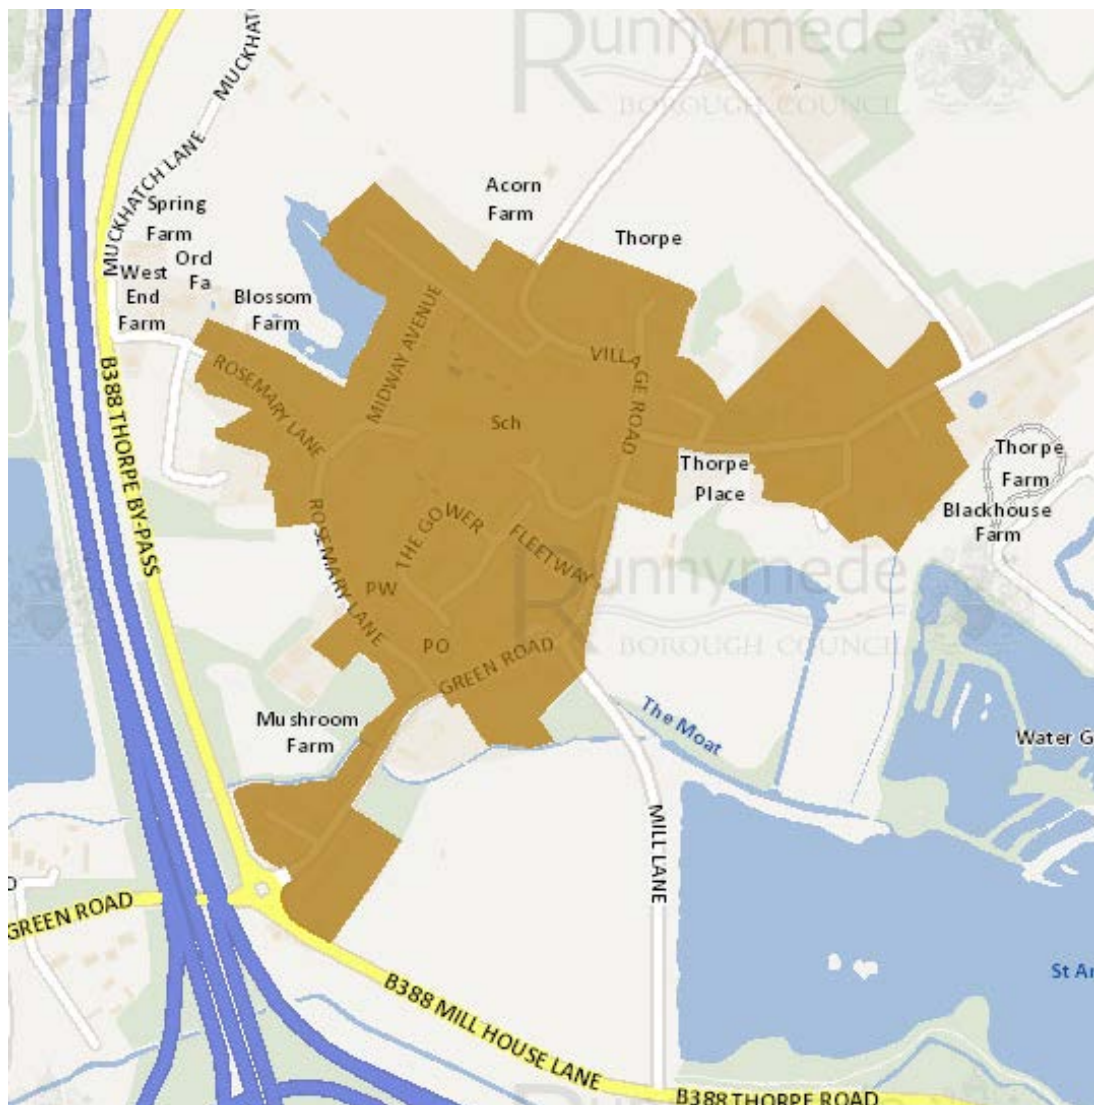 Runnymede
BOROUGH COUNCIL
MUCKHAT
MUCKHATCH LANE
Spring
Farm
Ord
Fa
West
End
Farm
Blossom
Farm
Acorn
Farm
Thorpe
MIDWAY AVENUE
VILLAGE ROAD
ROSEMARY LANE
B388 THORPE BY-PASS
Sch
Thorpe
Place
Thorpe
Farm
Blackhouse
Farm
ROSEMARY LANE
THE GOWER
FLEETWAY
PW
PO
GREEN ROAD
Runnymede
BOROUGH COUNCIL
Mushroom
Farm
The Moat
Water G
MILL LANE
GREEN ROAD
St Ar
B388 MILL HOUSE LANE
B388 THORPE ROAD
Runnymede